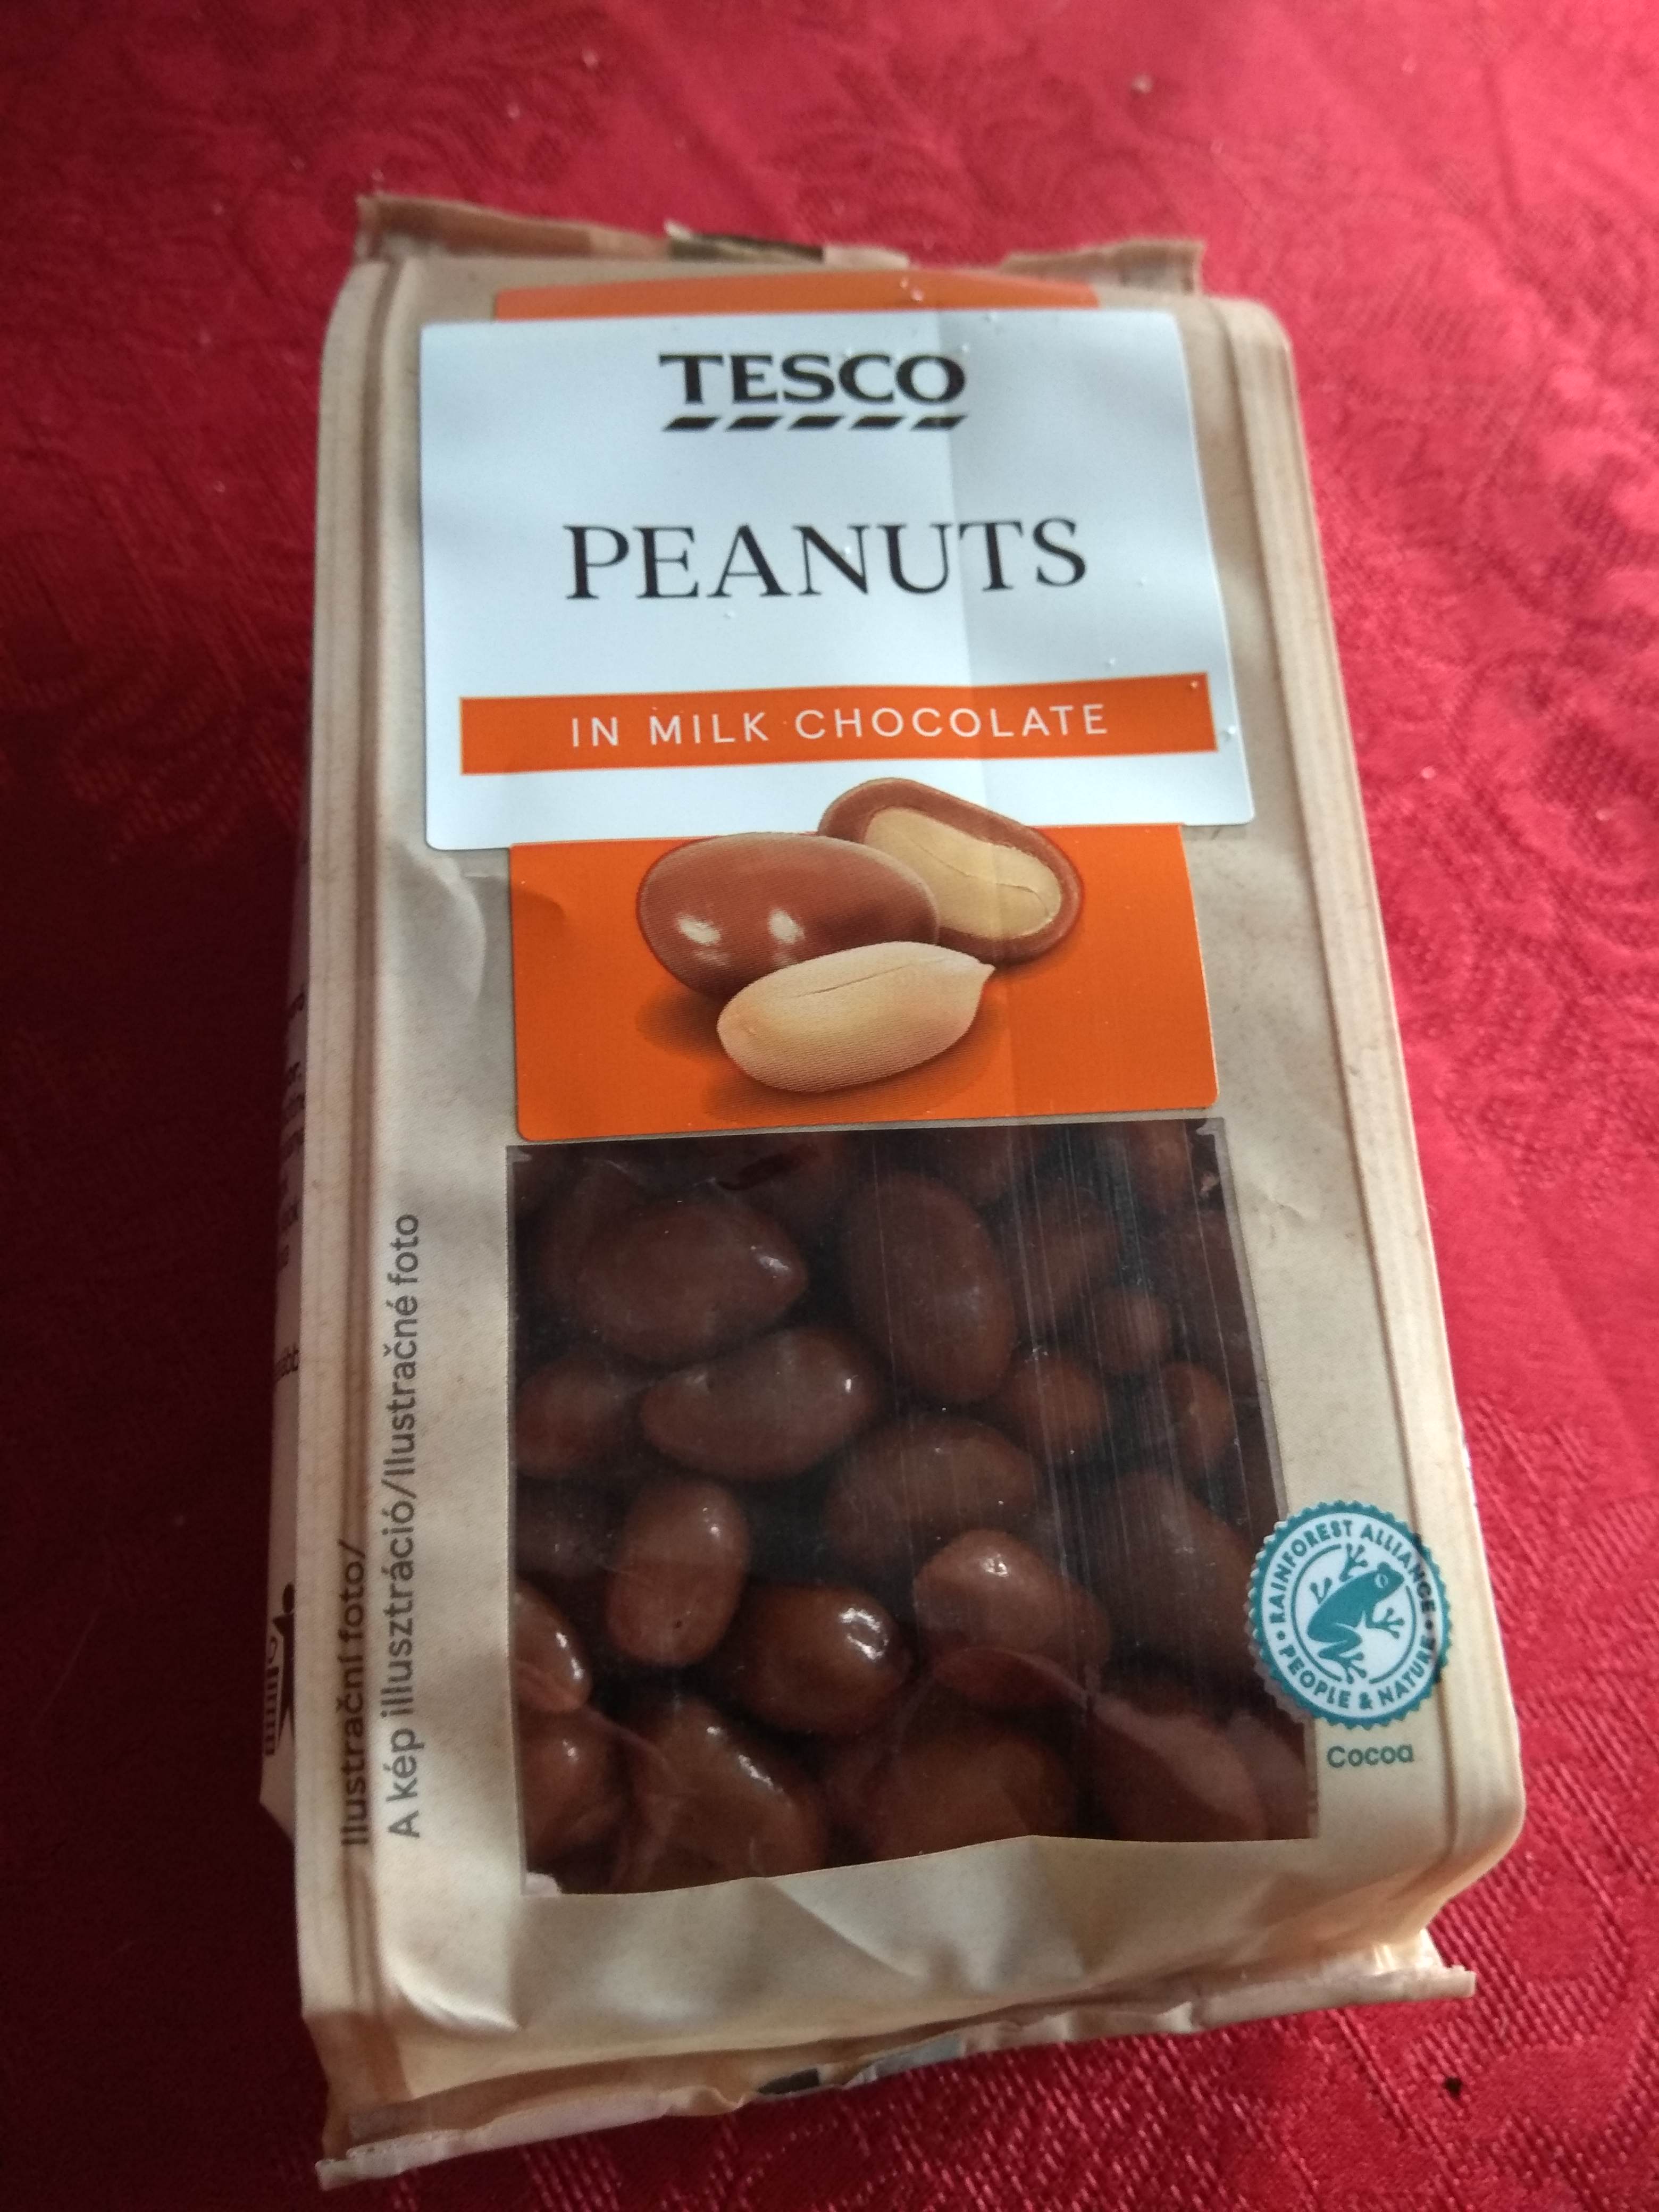 TESCO
PEANUTS
IN MILK CHOCOLATE
Ilustrační foto/
A kép illusztráció/Ilustračné foto
RAINFOREST ALLIANCE
PEOPLE & NATURE
Cocoa